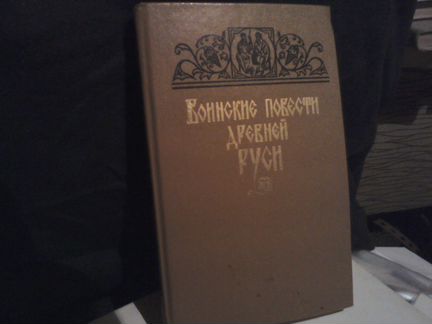 Воинские повести
древней
Руси